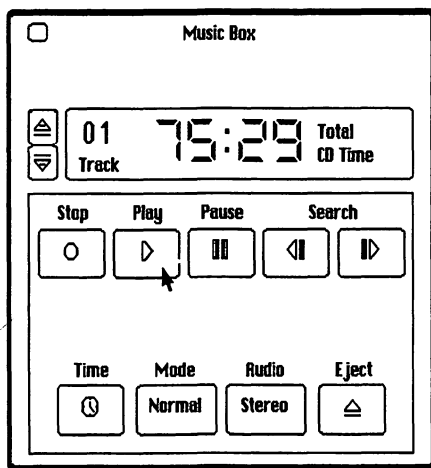 Music Box
01 75:29 Total
Track CD Time
Stop Play Pause Search
Time Mode Audio Eject
Normal Stereo